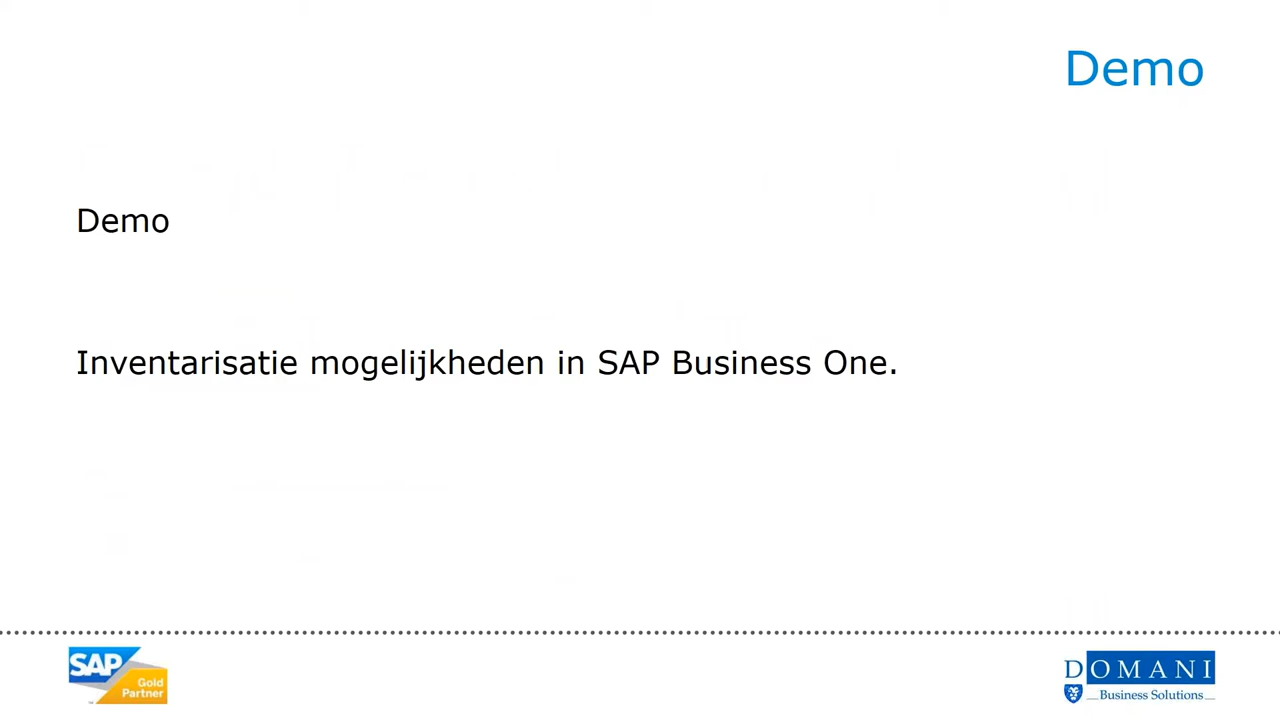 Demo
Demo
Inventarisatie mogelijkheden in SAP Business One.
SAP
Gold
Partner
DOMANI
Business Solutions